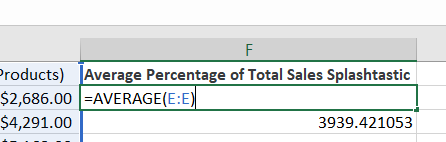 F
Products) Average Percentage of Total Sales Splashtastic
$2,686.00 =AVERAGE(E:E)
$4,291.00 3939.421053